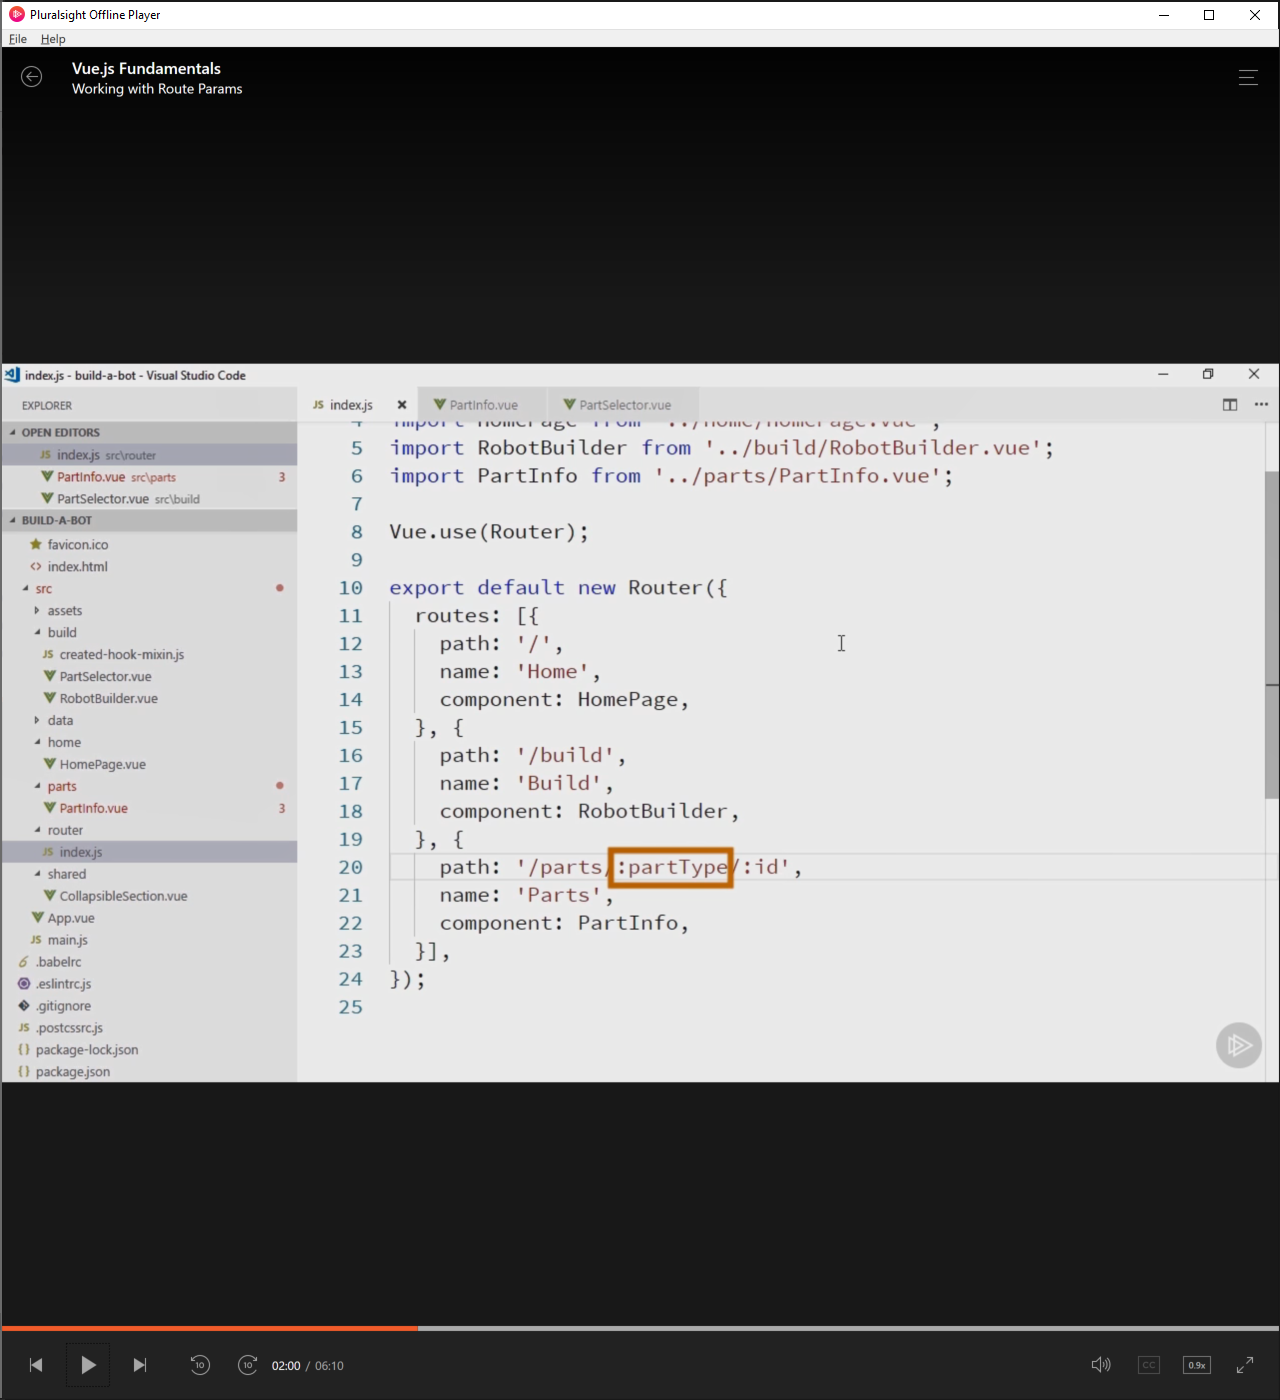 Pluralsight Offline Player
File Help
Vue.js Fundamentals
Working with Route Params
index.js - build-a-bot - Visual Studio Code
EXPLORER
OPEN EDITORS
JS index.js src\router
PartInfo.vue src\parts 3
PartSelector.vue src\build
BUILD-A-BOT
favicon.ico
<> index.html
src
assets
build
JS created-hook-mixin.js
PartSelector.vue
RobotBuilder.vue
data
home
HomePage.vue
parts
PartInfo.vue 3
router
JS index.js
shared
CollapsibleSection.vue
App.vue
JS main.js
.babelrc
.eslintrc.js
.gitignore
JS .postcssrc.js
{} package-lock.json
{} package.json
JS index.js PartInfo.vue PartSelector.vue
4 import HomePage from '../home/HomePage.vue';
5 import RobotBuilder from '../build/RobotBuilder.vue';
6 import PartInfo from '../parts/PartInfo.vue';
7
8 Vue.use(Router);
9
10 export default new Router({
11 routes: [{
12 path: '/',
13 name: 'Home',
14 component: HomePage,
15 }, {
16 path: '/build',
17 name: 'Build',
18 component: RobotBuilder,
19 }, {
20 path: '/parts/:partType/:id',
21 name: 'Parts',
22 component: PartInfo,
23 }],
24 });
25
10 10 02:00 / 06:10 CC 0.9x